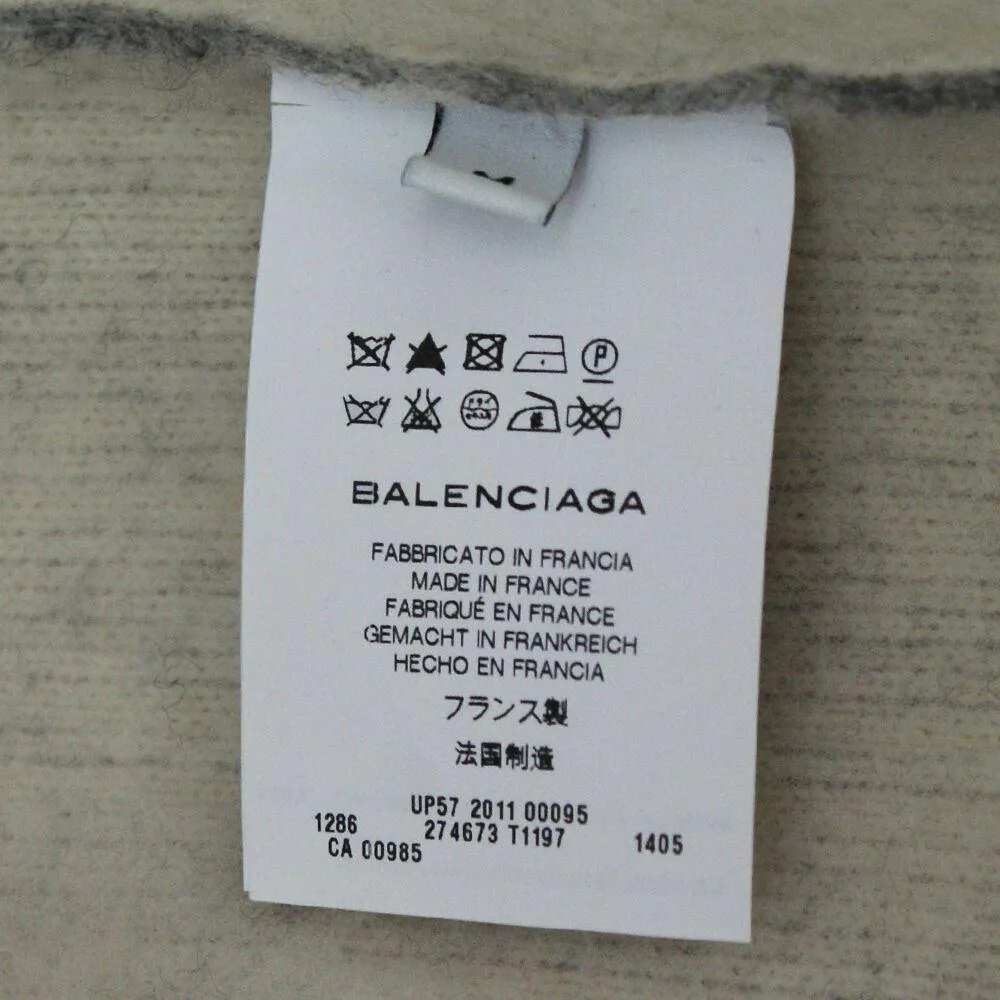 P
BALENCIAGA
FABBRICATO IN FRANCIA
MADE IN FRANCE
FABRIQUÉ EN FRANCE
GEMACHT IN FRANKREICH
HECHO EN FRANCIA
フランス製
法国制造
UP57 2011 00095
1286 274673 T1197 1405
CA 00985